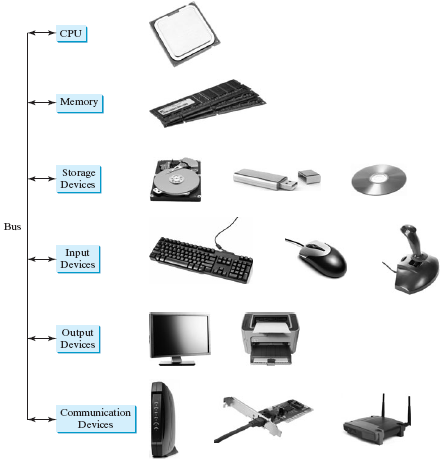 CPU
Memory
Storage
Devices
Bus
Input
Devices
Output
Devices
Communication
Devices